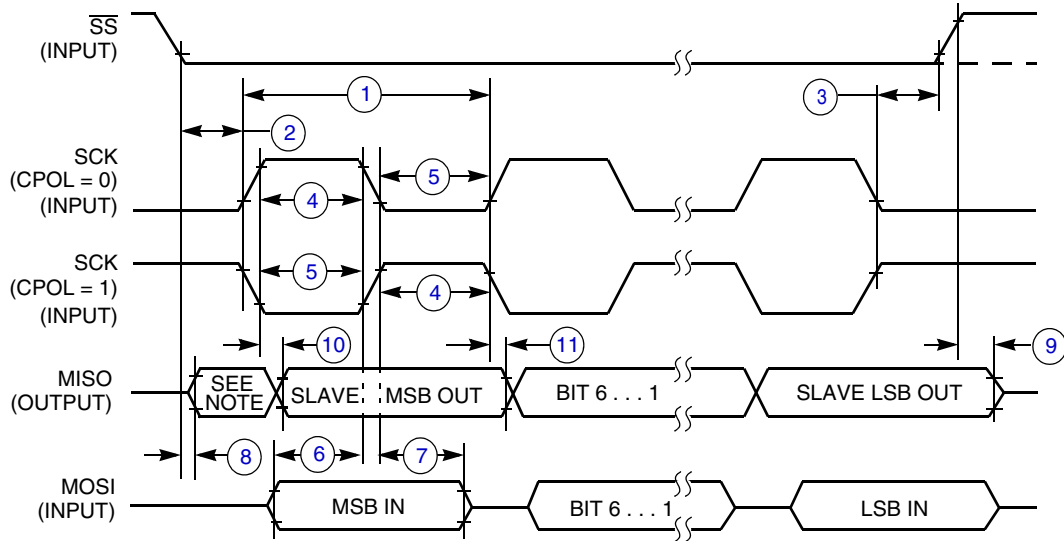 SS
(INPUT)
1
3
2
SCK
(CPOL = 0)
(INPUT)
5
4
SCK
(CPOL = 1)
(INPUT)
5
4
10
11
9
MISO
(OUTPUT)
SEE
NOTE
SLAVE
MSB OUT
BIT 6 . . . 1
SLAVE LSB OUT
8
6
7
MOSI
(INPUT)
MSB IN
BIT 6 . . . 1
LSB IN